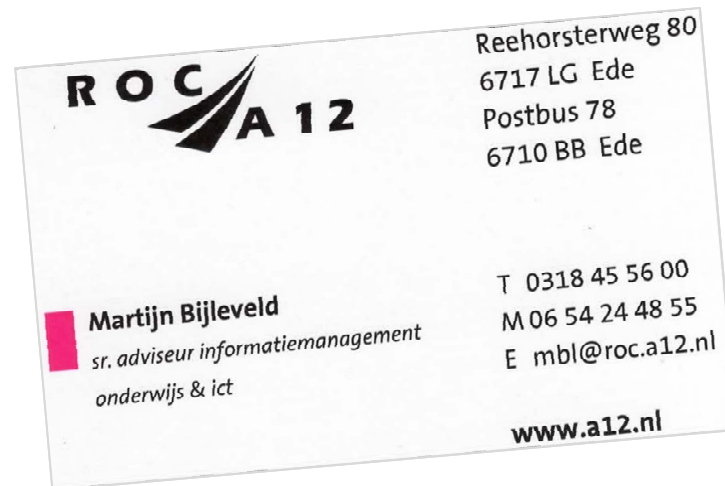 ROC
A12
Reehorsterweg 80
6717 LG Ede
Postbus 78
6710 BB Ede
Martijn Bijleveld
sr. adviseur informatiemanagement
onderwijs & ict
T 0318 45 56 00
M 06 54 24 48 55
E mbl@roc.a12.nl
www.a12.nl